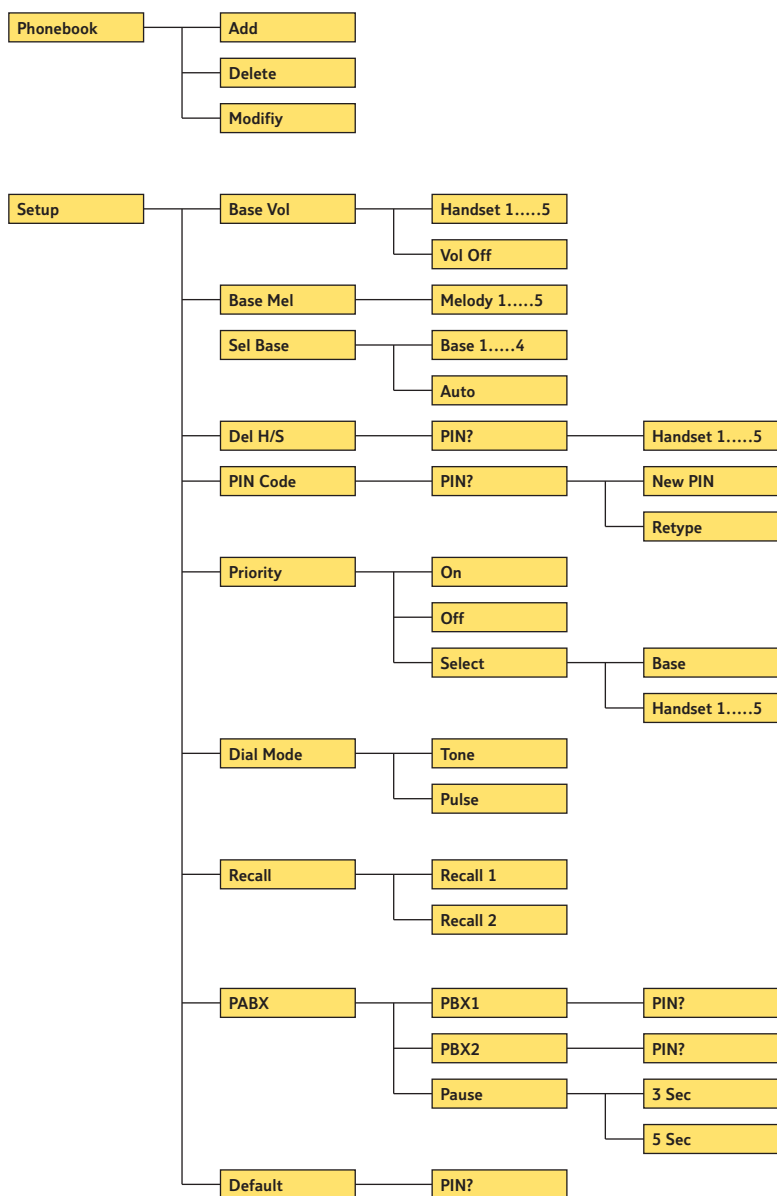 Phonebook Add
Delete
Modifiy
Setup Base Vol Handset 1.....5
Vol Off
Base Mel Melody 1.....5
Sel Base Base 1.....4
Auto
Del H/S PIN? Handset 1.....5
PIN Code PIN? New PIN
Retype
Priority On
Off
Select Base
Handset 1.....5
Dial Mode Tone
Pulse
Recall Recall 1
Recall 2
PABX PBX1 PIN?
PBX2 PIN?
Pause 3 Sec
5 Sec
Default PIN?